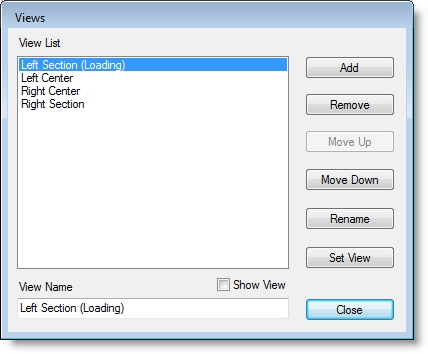 Views
View List
Left Section (Loading)
Left Center
Right Center
Right Section
Add
Remove
Move Up
Move Down
Rename
Set View
View Name
Show View
Left Section (Loading)
Close